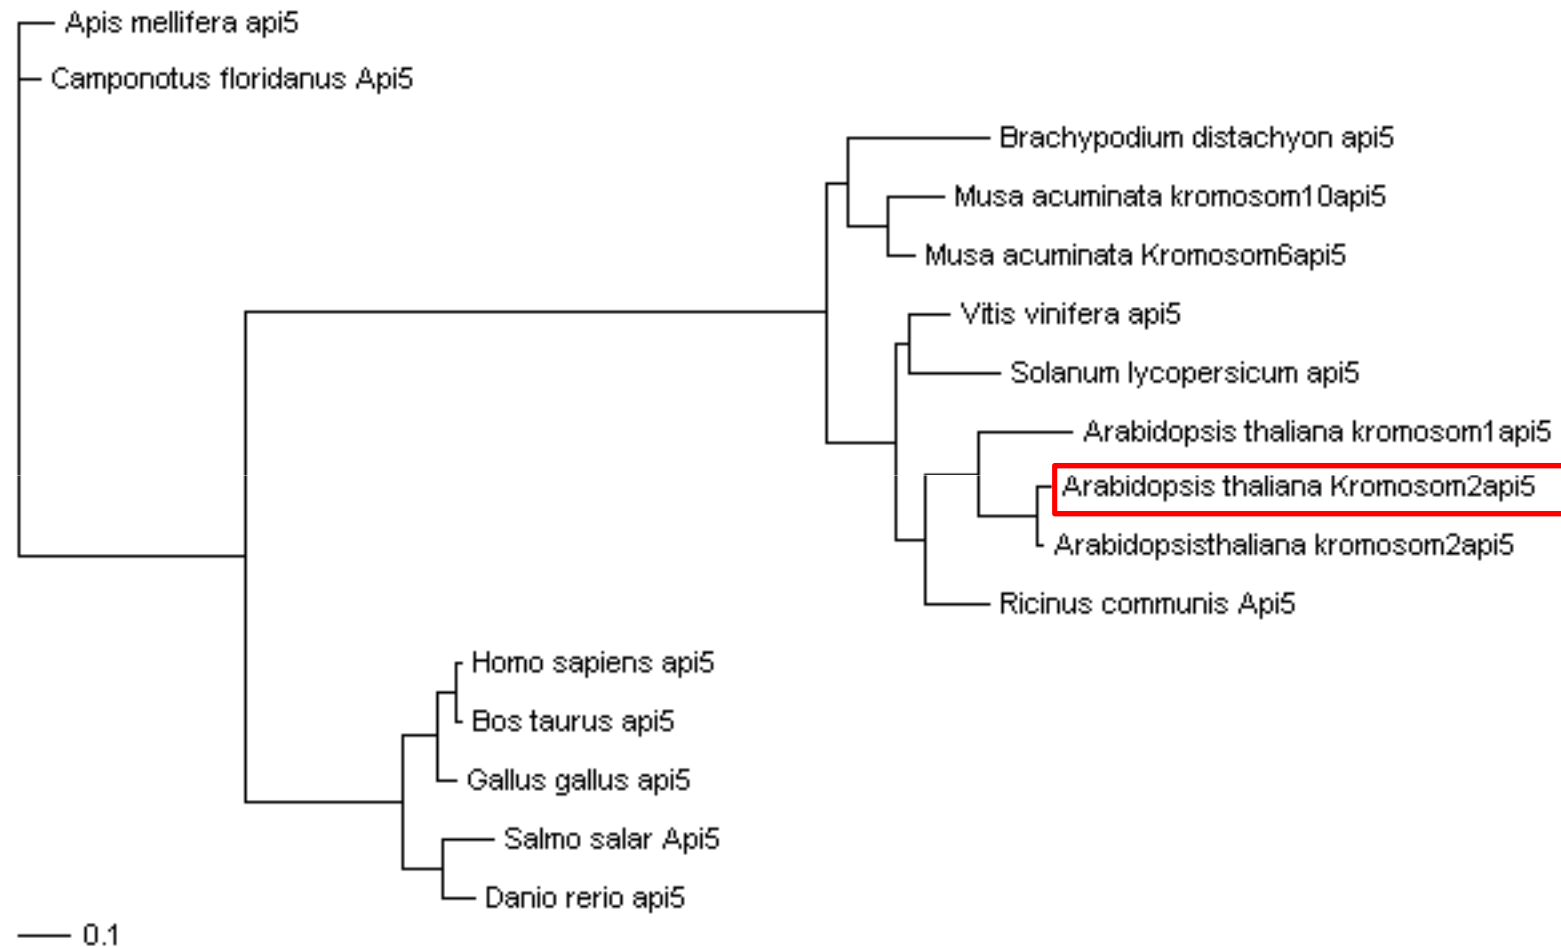 Apis mellifera api5
Camponotus floridanus Api5
Brachypodium distachyon api5
Musa acuminata kromosom10api5
Musa acuminata Kromosom6api5
Vitis vinifera api5
Solanum lycopersicum api5
Arabidopsis thaliana kromosom1api5
Arabidopsis thaliana Kromosom2api5
Arabidopsisthaliana kromosom2api5
Ricinus communis Api5
Homo sapiens api5
Bos taurus api5
Gallus gallus api5
Salmo salar Api5
Danio rerio api5
0.1